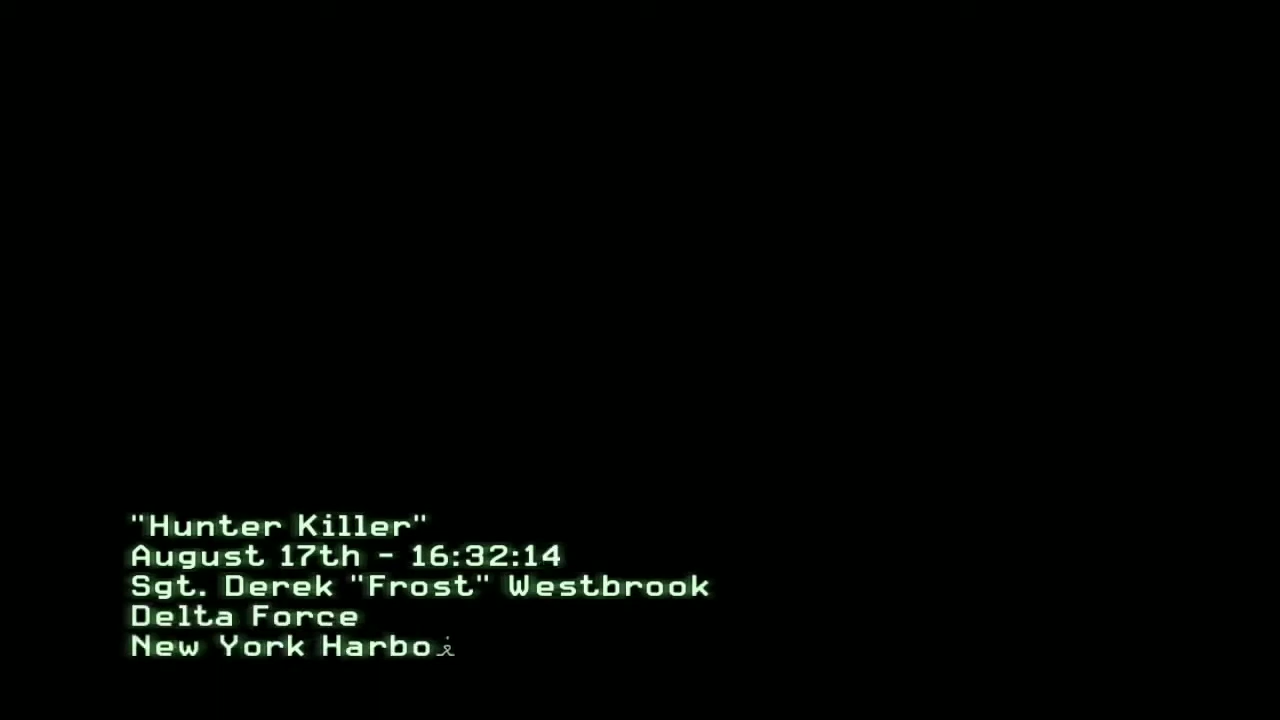 "Hunter Killer"
August 17th - 16:32:14
Sgt. Derek "Frost" Westbrook
Delta Force
New York Harbo